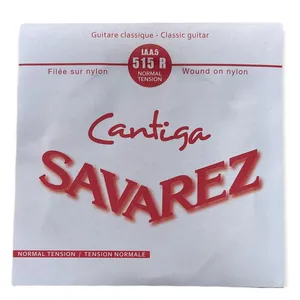 Guitare classique - Classic guitar
LA.A5
515 R
NORMAL
TENSION
Filée sur nylon
Wound on nylon
Cantiga
SAVAREZ
NORMAL TENSION / TENSION NORMALE